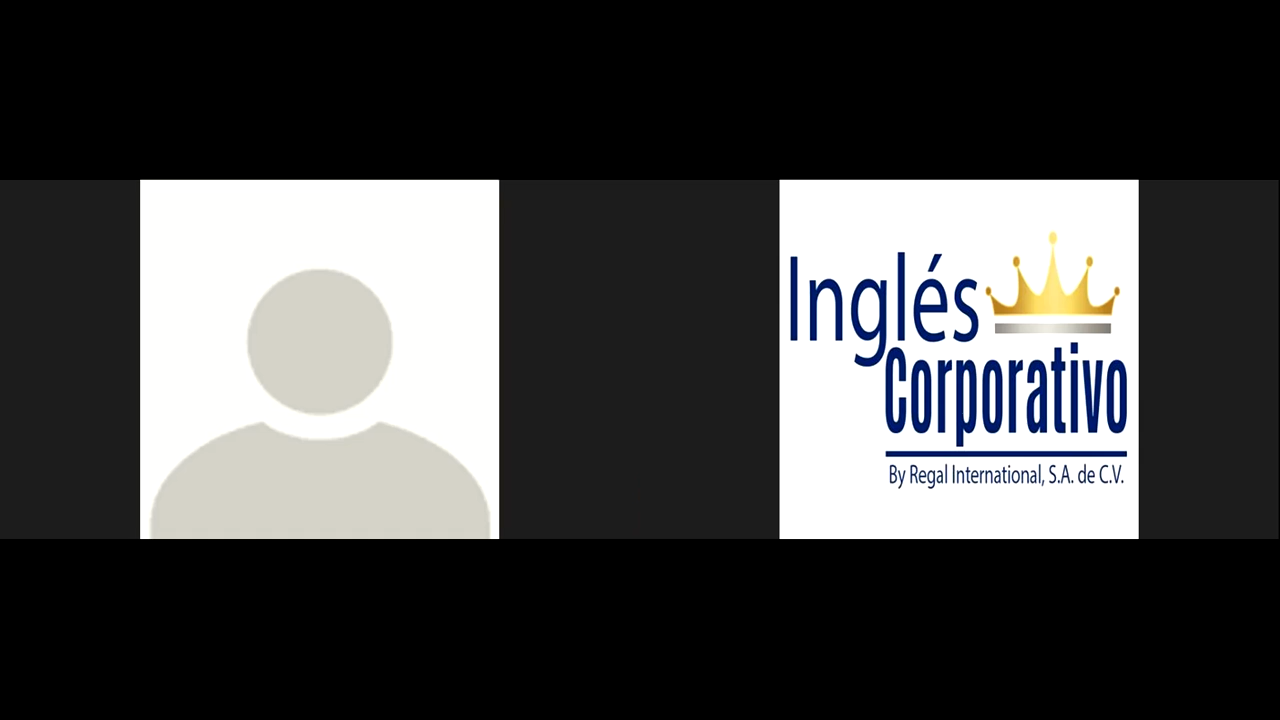 Inglés
Corporativo
By Regal International, S.A. de C.V.